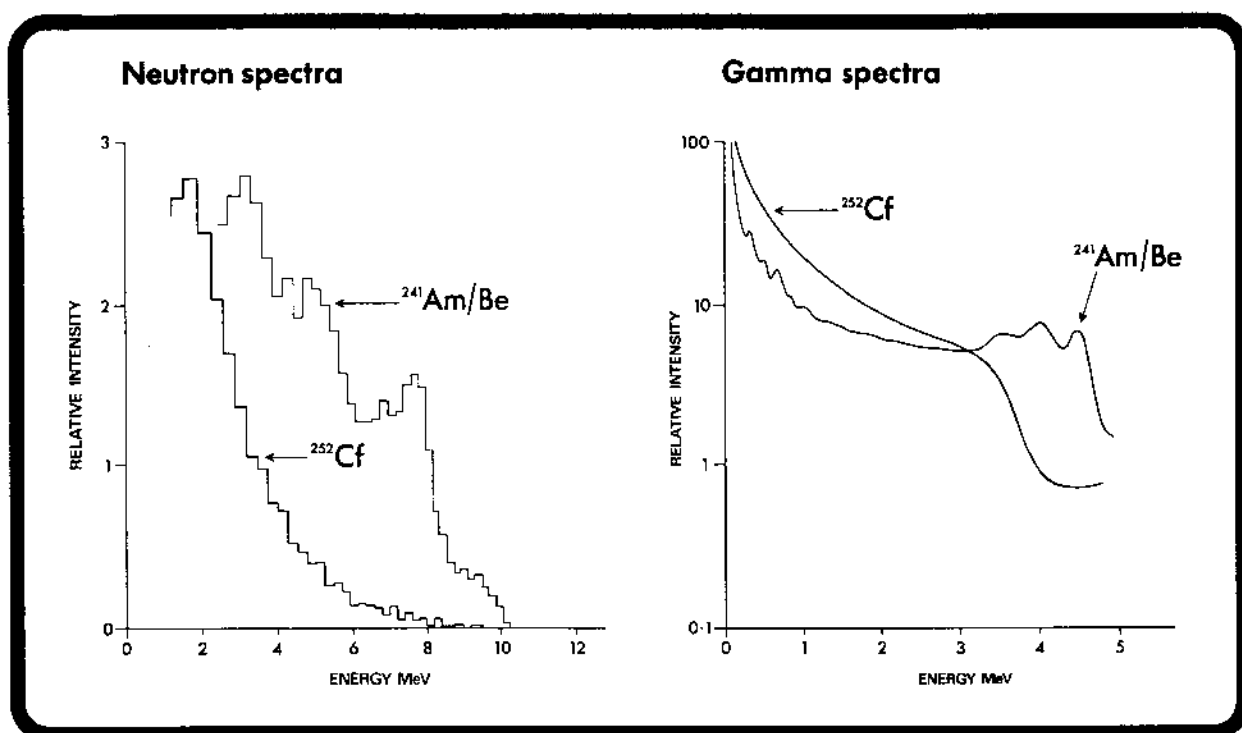 Neutron spectra
3
2
1
0
RELATIVE INTENSITY
²⁴¹Am/Be
²⁵²Cf
0 2 4 6 8 10 12
ENERGY MeV
Gamma spectra
100
10
1
0·1
RELATIVE INTENSITY
²⁵²Cf
²⁴¹Am/Be
0 1 2 3 4 5
ENERGY MeV